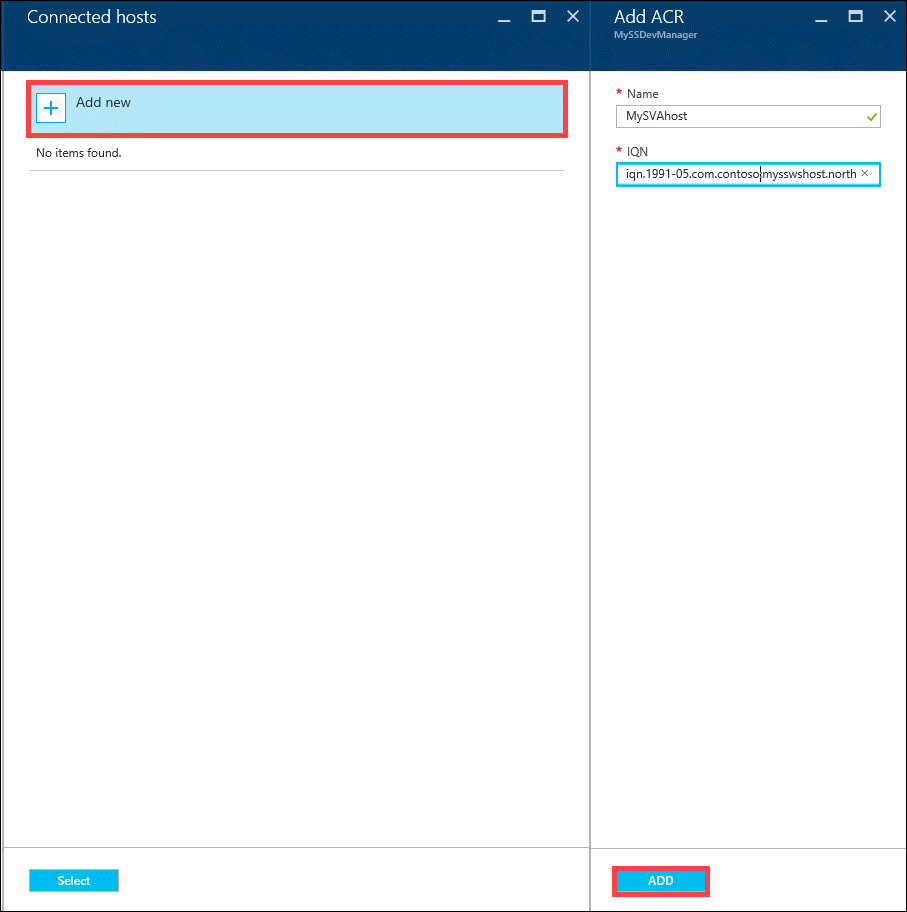 Connected hosts
Add new
No items found.
Select
Add ACR
MySSDevManager
* Name
MySVAhost
* IQN
iqn.1991-05.com.contoso:mysswshost.north
ADD